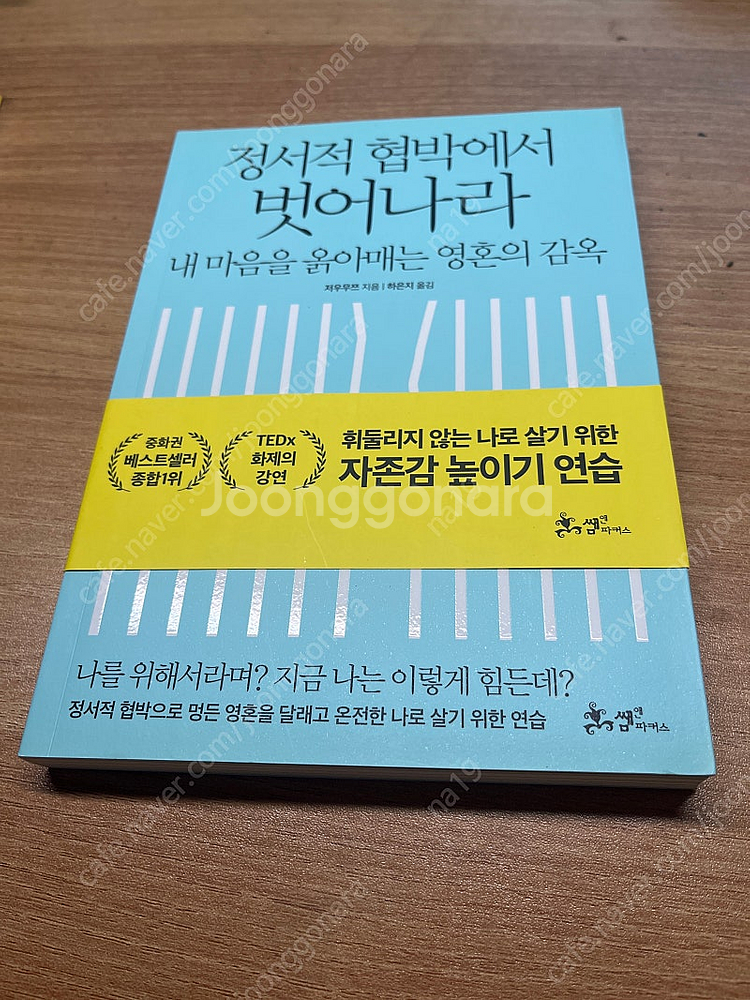 정서적 협박에서
벗어나라
내 마음을 옭아매는 영혼의 감옥
저우무쯔 지음 | 하은지 옮김
중화권
베스트셀러
종합1위
TEDx
화제의
강연
휘둘리지 않는 나로 살기 위한
자존감 높이기 연습
쌤앤파커스
Joonggonara
나를 위해서라며? 지금 나는 이렇게 힘든데?
정서적 협박으로 멍든 영혼을 달래고 온전한 나로 살기 위한 연습
쌤앤파커스
cafe.naver.com/joonggonara
na19